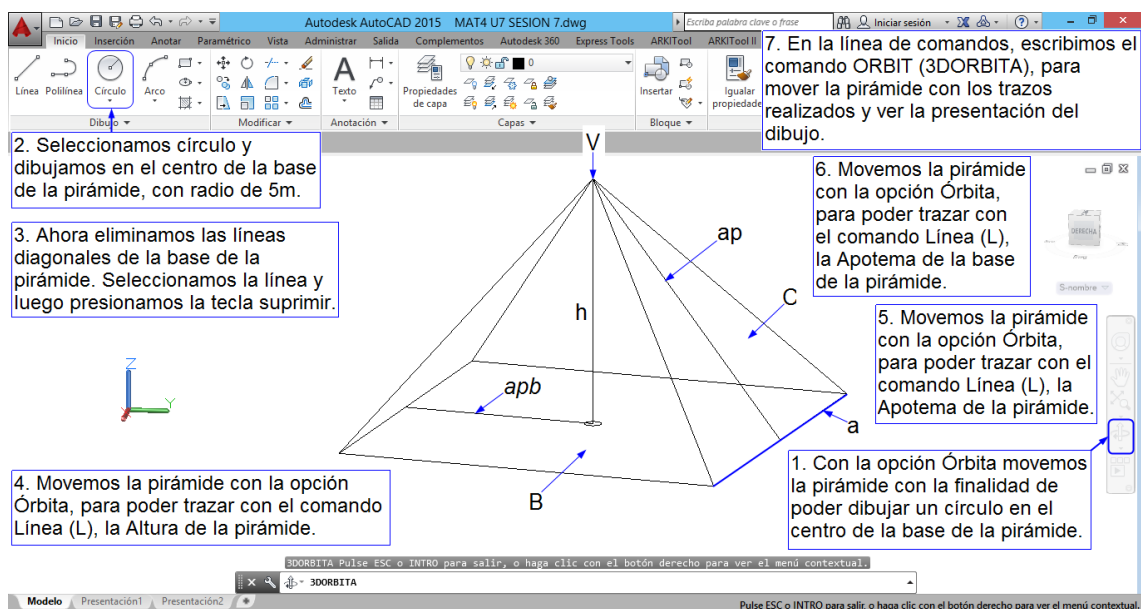 Autodesk AutoCAD 2015 MAT4 U7 SESION 7.dwg
Escriba palabra clave o frase
Iniciar sesión
Inicio Inserción Anotar Paramétrico Vista Administrar Salida Complementos Autodesk 360 Express Tools ARKITool ARKITool II
Línea Polilínea Círculo Arco
Texto
Propiedades
de capa
0
Insertar
Igualar
propiedade
Dibujo
Modificar
Anotación
Capas
Bloque
7. En la línea de comandos, escribimos el
comando ORBIT (3DORBITA), para
mover la pirámide con los trazos
realizados y ver la presentación del
dibujo.
2. Seleccionamos círculo y
dibujamos en el centro de la base
de la pirámide, con radio de 5m.
3. Ahora eliminamos las líneas
diagonales de la base de la
pirámide. Seleccionamos la línea y
luego presionamos la tecla suprimir.
V
6. Movemos la pirámide
con la opción Órbita,
para poder trazar con
el comando Línea (L),
la Apotema de la base
de la pirámide.
DERECHA
S-nombre
ap
C
h
5. Movemos la pirámide
con la opción Órbita,
para poder trazar con el
comando Línea (L), la
Apotema de la pirámide.
Z
Y
apb
a
B
4. Movemos la pirámide con la opción
Órbita, para poder trazar con el comando
Línea (L), la Altura de la pirámide.
1. Con la opción Órbita movemos
la pirámide con la finalidad de
poder dibujar un círculo en el
centro de la base de la pirámide.
3DORBITA Pulse ESC o INTRO para salir, o haga clic con el botón derecho para ver el menú contextual.
3DORBITA
Modelo Presentación1 Presentación2
Pulse ESC o INTRO para salir, o haga clic con el botón derecho para ver el menú contextual.